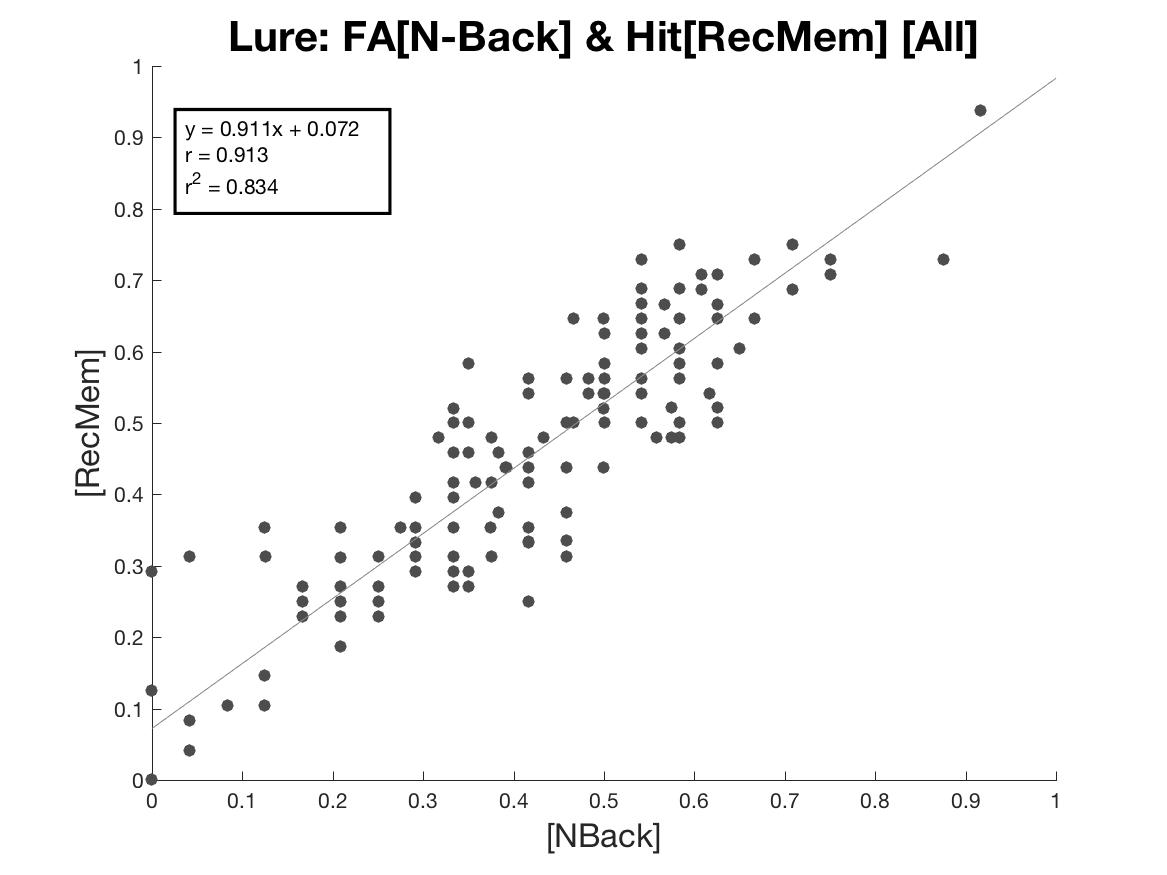 Lure: FA[N-Back] & Hit[RecMem] [All]
y = 0.911x + 0.072
r = 0.913
r² = 0.834
1
0.9
0.8
0.7
0.6
0.5
0.4
0.3
0.2
0.1
0
[RecMem]
0 0.1 0.2 0.3 0.4 0.5 0.6 0.7 0.8 0.9 1
[NBack]